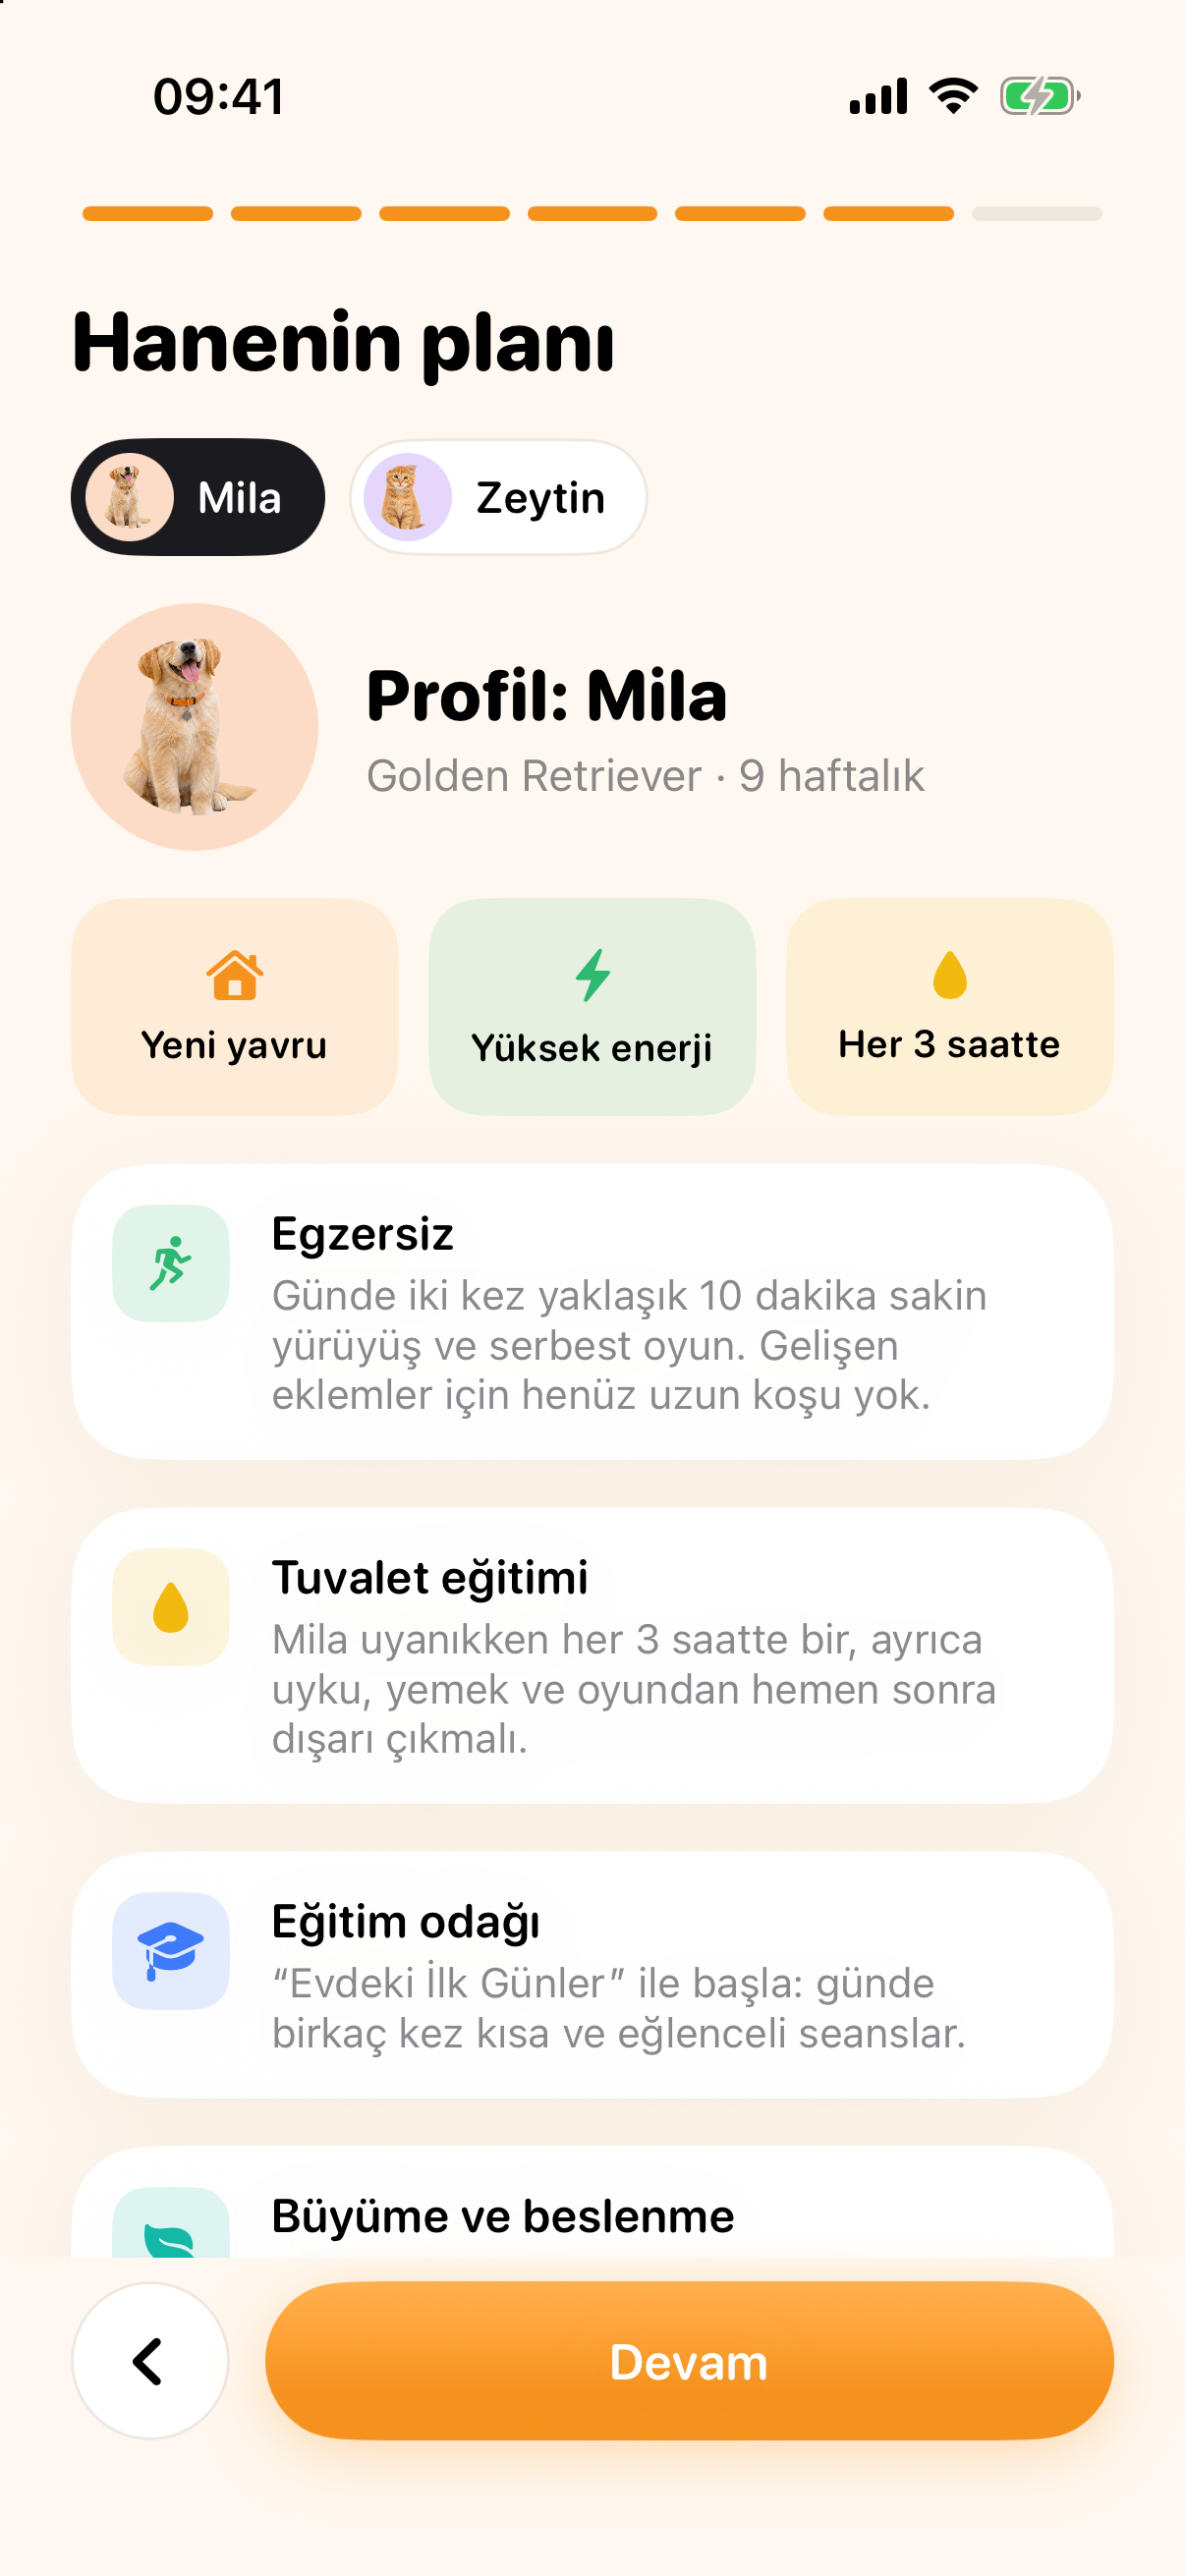 09:41
Hanenin planı
Mila
Zeytin
Profil: Mila
Golden Retriever · 9 haftalık
Yeni yavru
Yüksek enerji
Her 3 saatte
Egzersiz
Günde iki kez yaklaşık 10 dakika sakin
yürüyüş ve serbest oyun. Gelişen
eklemler için henüz uzun koşu yok.
Tuvalet eğitimi
Mila uyanıkken her 3 saatte bir, ayrıca
uyku, yemek ve oyundan hemen sonra
dışarı çıkmalı.
Eğitim odağı
“Evdeki İlk Günler” ile başla: günde
birkaç kez kısa ve eğlenceli seanslar.
Büyüme ve beslenme
Devam